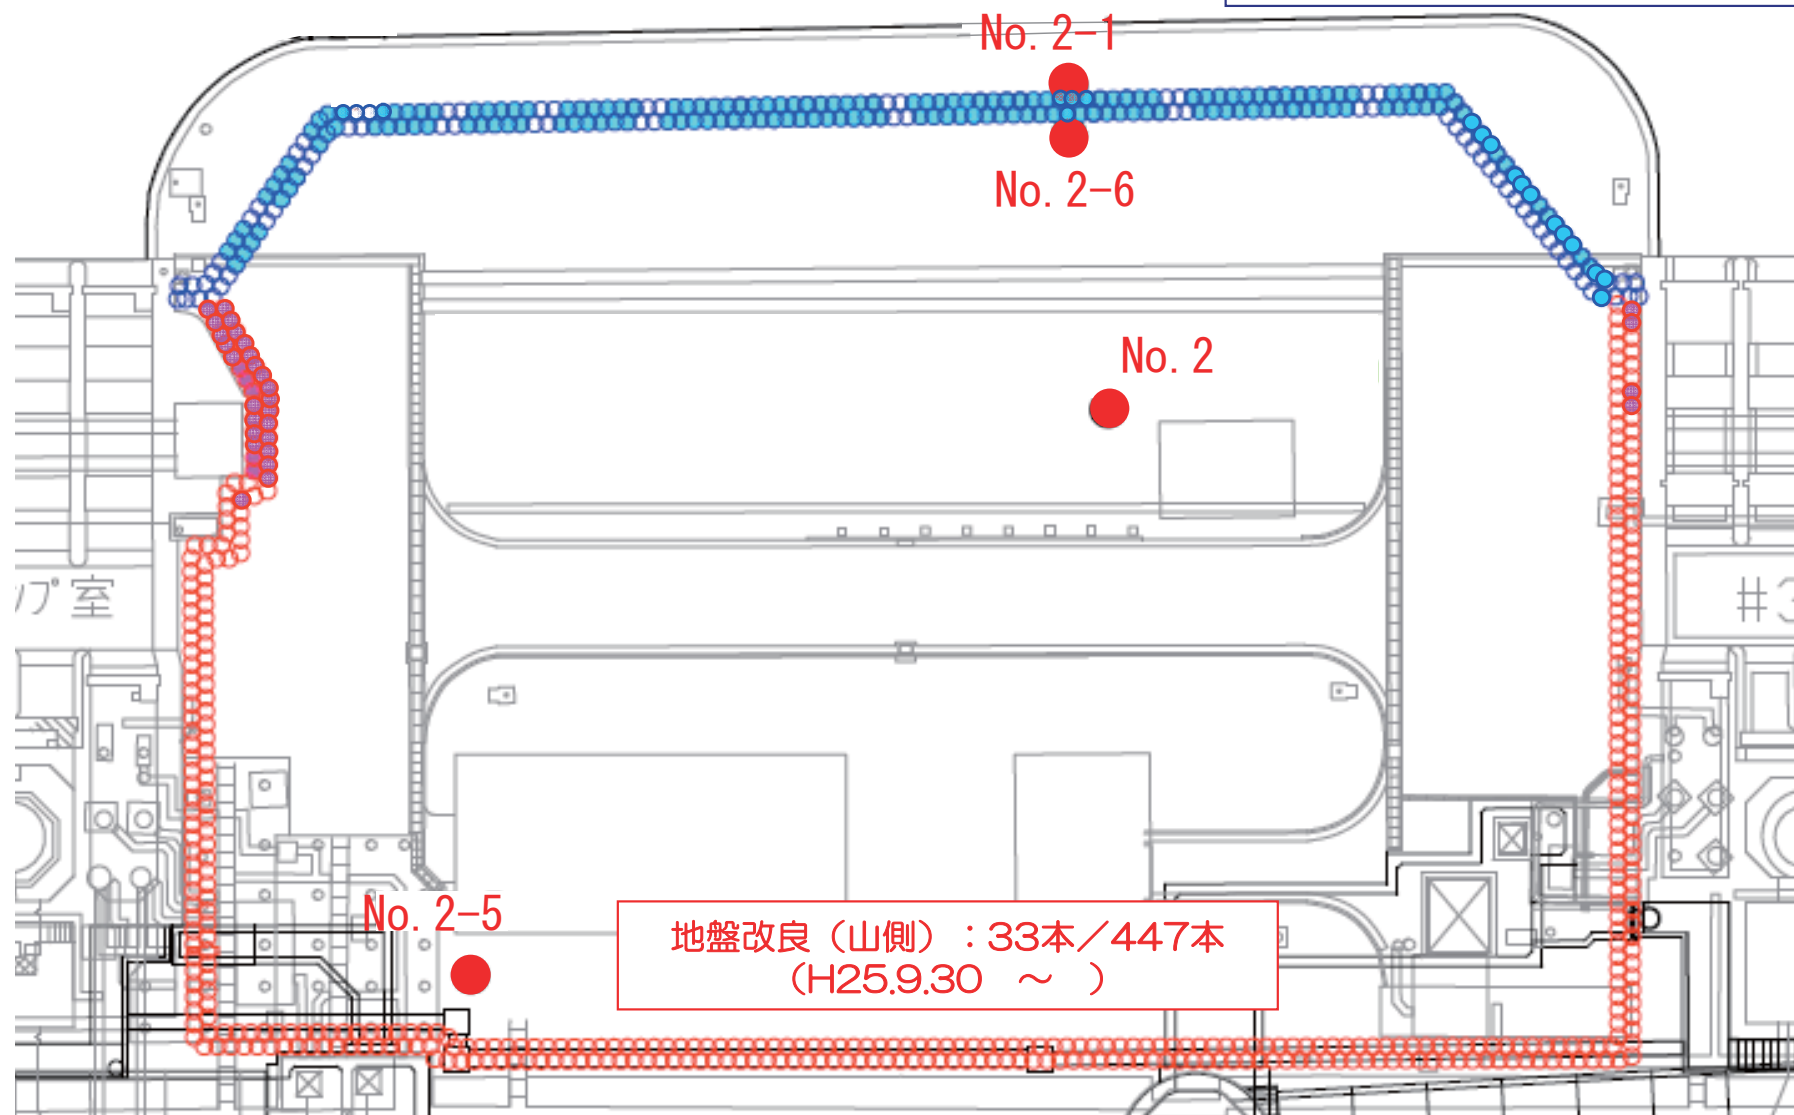 No. 2-1
No. 2-6
No. 2
室
#3
No. 2-5
地盤改良（山側）：33本／447本
（H25.9.30　～　）